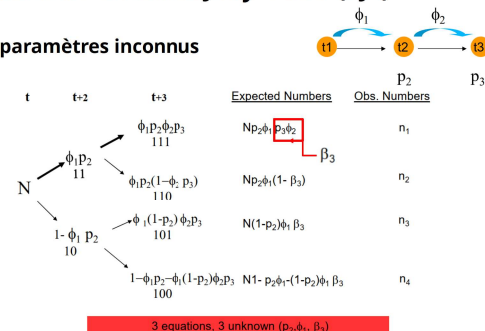 ϕ₁ ϕ₂
paramètres inconnus
t1 t2 t3
p₂ p₃
t t+2 t+3 Expected Numbers Obs. Numbers
ϕ₁p₂ϕ₂p₃ Np₂ϕ₁p₃ϕ₂ n₁
111
β₃
ϕ₁p₂
11
ϕ₁p₂(1−ϕ₂ p₃) Np₂ϕ₁(1- β₃) n₂
110
N
ϕ ₁(1-p₂) ϕ₂p₃ N(1-p₂)ϕ₁ β₃ n₃
101
1- ϕ₁ p₂
10
1−ϕ₁p₂−ϕ₁(1-p₂)ϕ₂p₃ N1- p₂ϕ₁-(1-p₂)ϕ₁ β₃ n₄
100
3 equations, 3 unknown (p₂,ϕ₁, β₃)